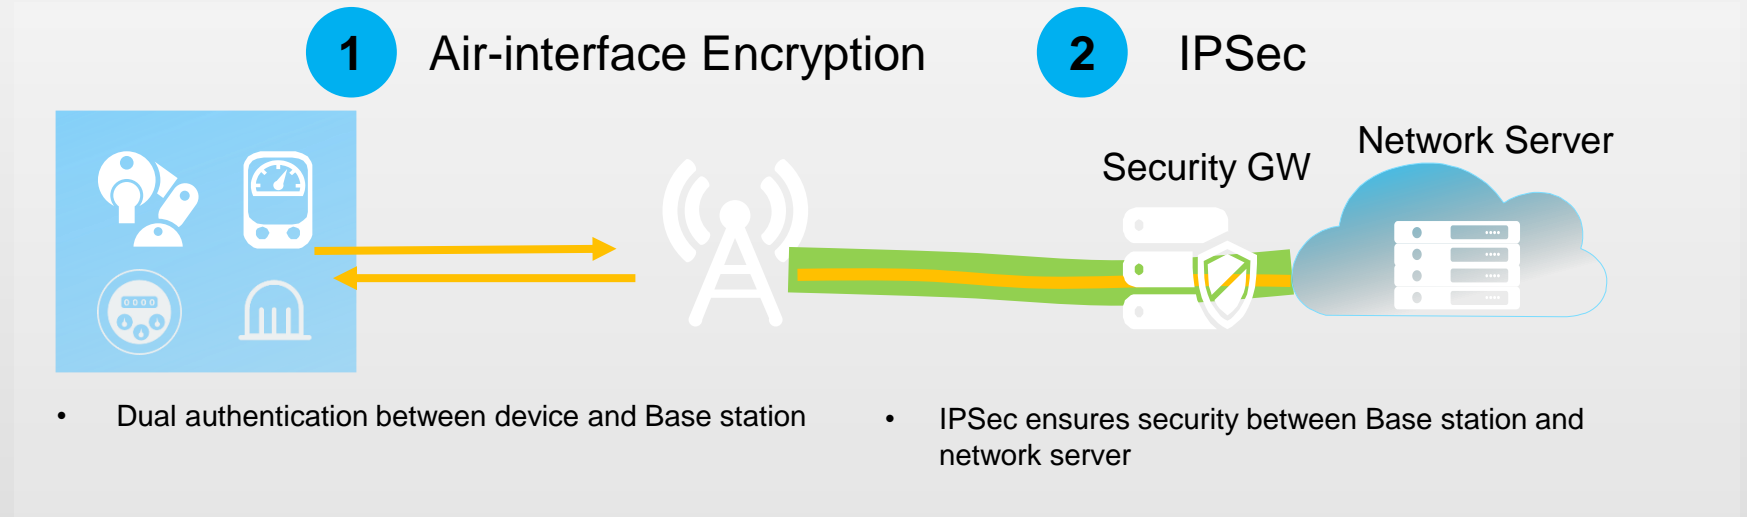 1 Air-interface Encryption
2 IPSec
Network Server
Security GW
• Dual authentication between device and Base station
• IPSec ensures security between Base station and
network server